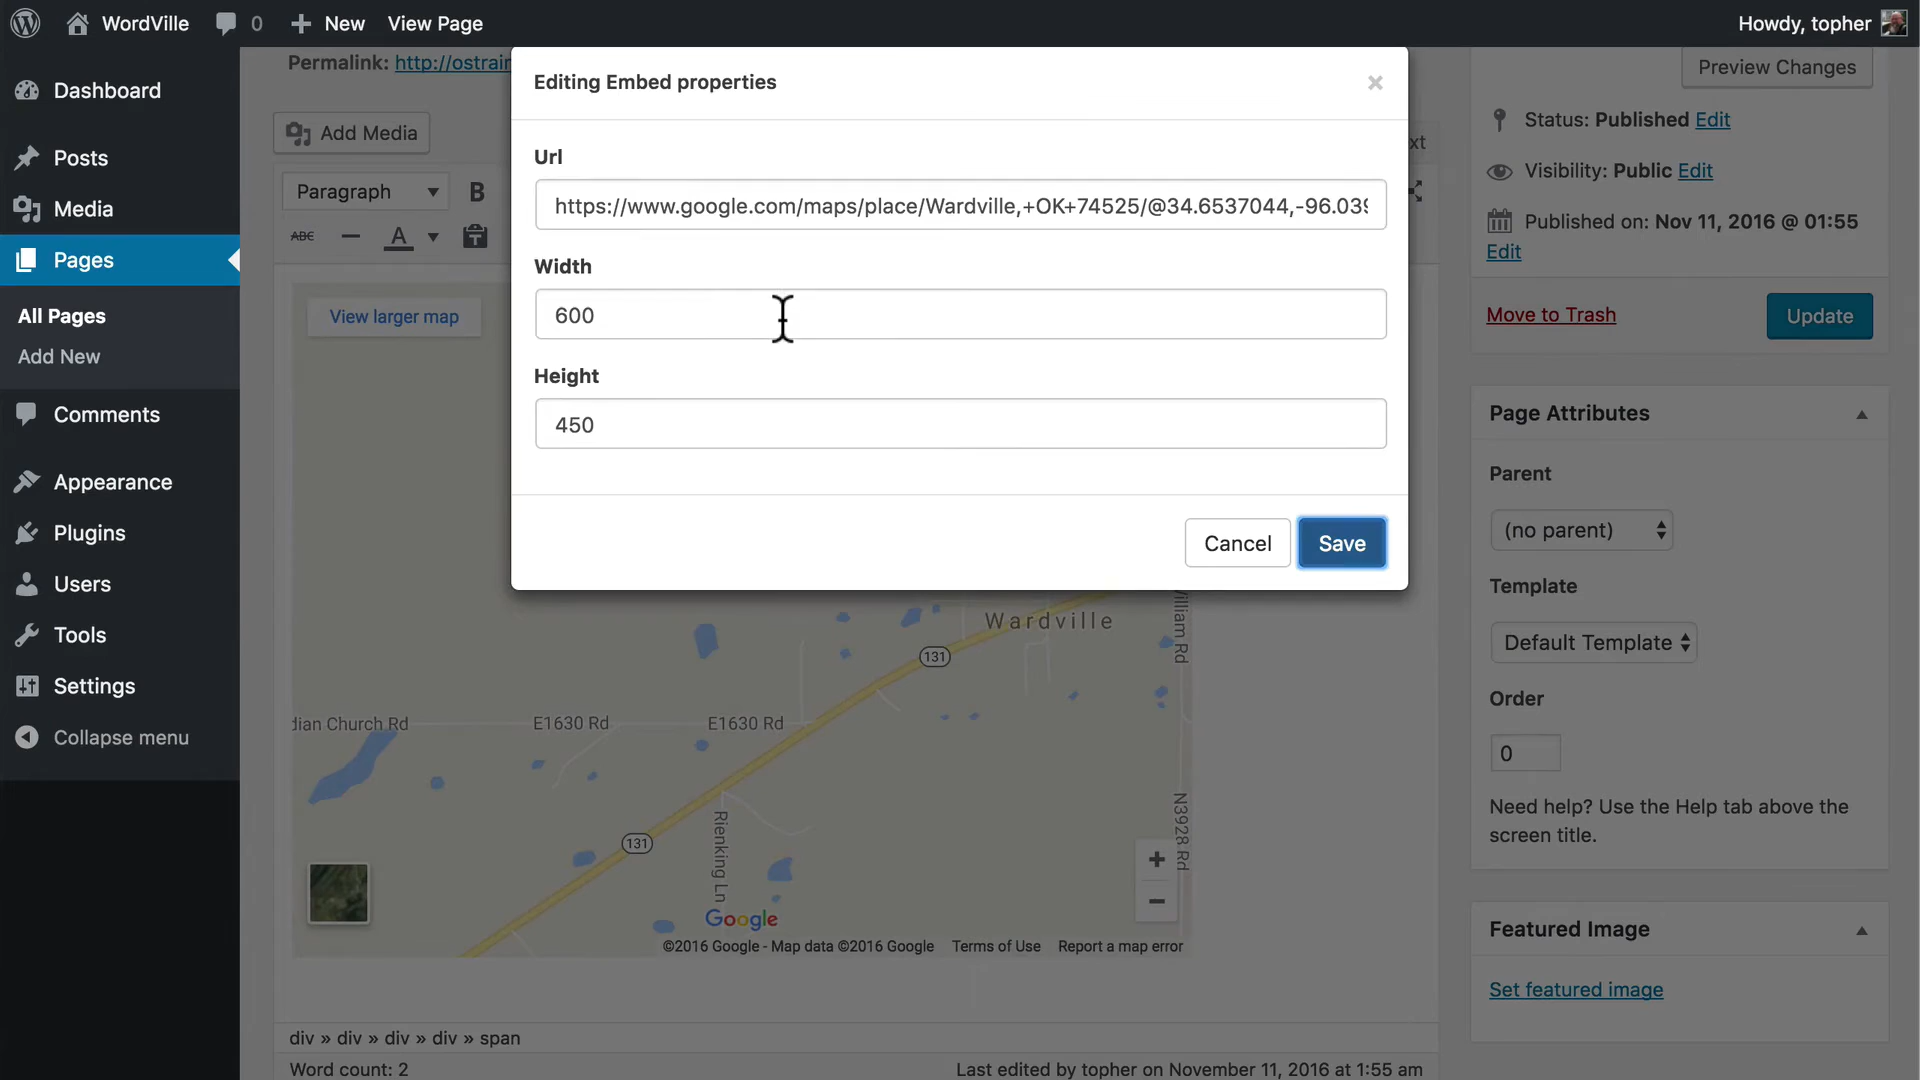 WordVille
0
New
View Page
Howdy, topher
Dashboard
Posts
Media
Pages
All Pages
Add New
Comments
Appearance
Plugins
Users
Tools
Settings
Collapse menu
Permalink: http://ostrain
Add Media
Paragraph
B
ABC
A
xt
Editing Embed properties
×
Url
https://www.google.com/maps/place/Wardville,+OK+74525/@34.6537044,-96.039
Width
600
Height
450
Cancel
Save
View larger map
Wardville
131
William Rd
dian Church Rd
E1630 Rd
E1630 Rd
131
Rienking Ln
N3928 Rd
+
−
Google
©2016 Google - Map data ©2016 Google
Terms of Use
Report a map error
div » div » div » div » span
Word count: 2
Last edited by topher on November 11, 2016 at 1:55 am
Preview Changes
Status: Published Edit
Visibility: Public Edit
Published on: Nov 11, 2016 @ 01:55
Edit
Move to Trash
Update
Page Attributes
Parent
(no parent)
Template
Default Template
Order
0
Need help? Use the Help tab above the
screen title.
Featured Image
Set featured image